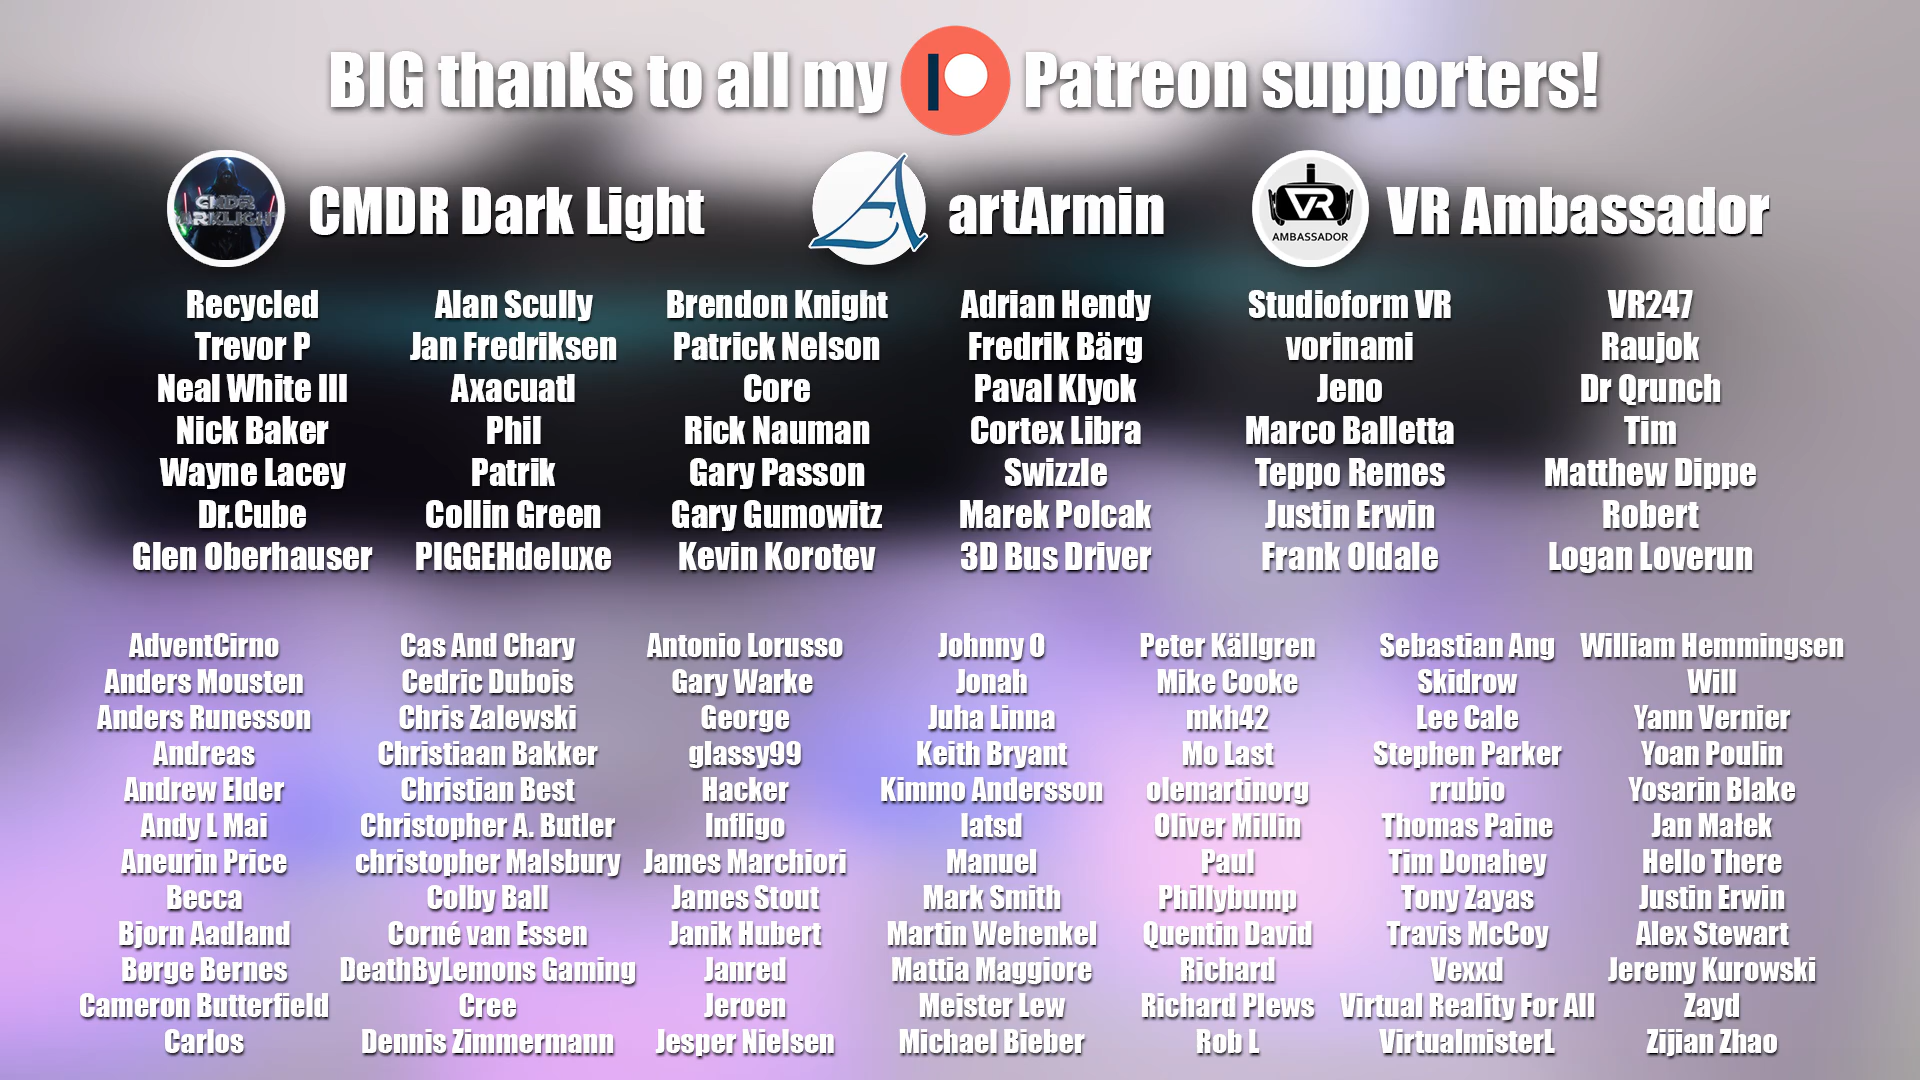 BIG thanks to all my Patreon supporters!
CMDR DARKLIGHT CMDR Dark Light
artArmin
VR AMBASSADOR VR Ambassador
Recycled Alan Scully Brendon Knight Adrian Hendy Studioform VR VR247
Trevor P Jan Fredriksen Patrick Nelson Fredrik Bärg vorinami Raujok
Neal White III Axacuatl Core Paval Klyok Jeno Dr Qrunch
Nick Baker Phil Rick Nauman Cortex Libra Marco Balletta Tim
Wayne Lacey Patrik Gary Passon Swizzle Teppo Remes Matthew Dippe
Dr.Cube Collin Green Gary Gumowitz Marek Polcak Justin Erwin Robert
Glen Oberhauser PIGGEHdeluxe Kevin Korotev 3D Bus Driver Frank Oldale Logan Loverun
AdventCirno Cas And Chary Antonio Lorusso Johnny O Peter Källgren Sebastian Ang William Hemmingsen
Anders Mousten Cedric Dubois Gary Warke Jonah Mike Cooke Skidrow Will
Anders Runesson Chris Zalewski George Juha Linna mkh42 Lee Cale Yann Vernier
Andreas Christiaan Bakker glassy99 Keith Bryant Mo Last Stephen Parker Yoan Poulin
Andrew Elder Christian Best Hacker Kimmo Andersson olemartinorg rrubio Yosarin Blake
Andy L Mai Christopher A. Butler Infligo Iatsd Oliver Millin Thomas Paine Jan Małek
Aneurin Price christopher Malsbury James Marchiori Manuel Paul Tim Donahey Hello There
Becca Colby Ball James Stout Mark Smith Phillybump Tony Zayas Justin Erwin
Bjorn Aadland Corné van Essen Janik Hubert Martin Wehenkel Quentin David Travis McCoy Alex Stewart
Børge Bernes DeathByLemons Gaming Janred Mattia Maggiore Richard Vexxd Jeremy Kurowski
Cameron Butterfield Cree Jeroen Meister Lew Richard Plews Virtual Reality For All Zayd
Carlos Dennis Zimmermann Jesper Nielsen Michael Bieber Rob L VirtualmisterL Zijian Zhao